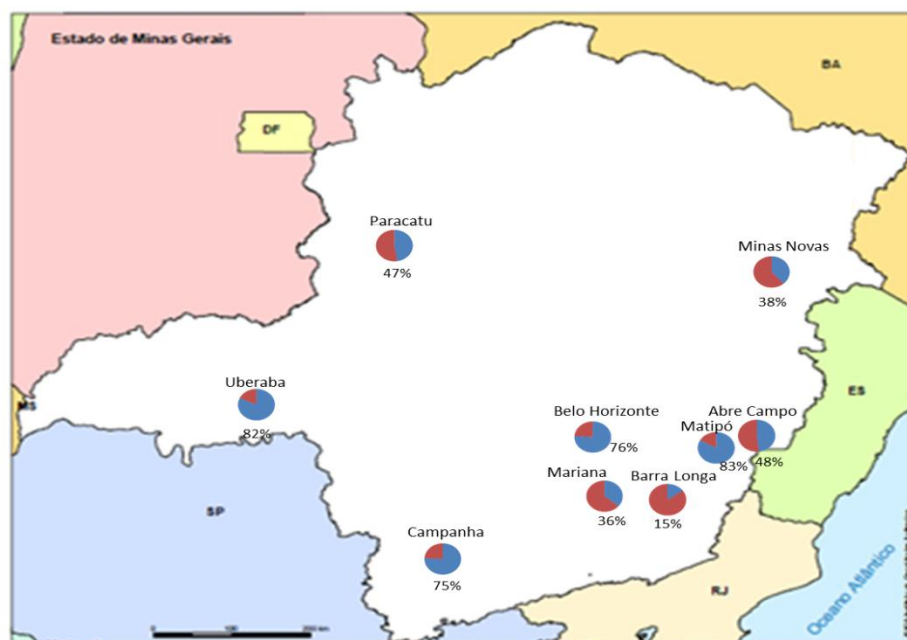 Estado de Minas Gerais
BA
DF
Paracatu
47%
Minas Novas
38%
Uberaba
82%
MS
ES
Belo Horizonte
76%
Abre Campo
48%
Matipó
83%
Mariana
36%
Barra Longa
15%
SP
Campanha
75%
RJ
Oceano Atlântico
0